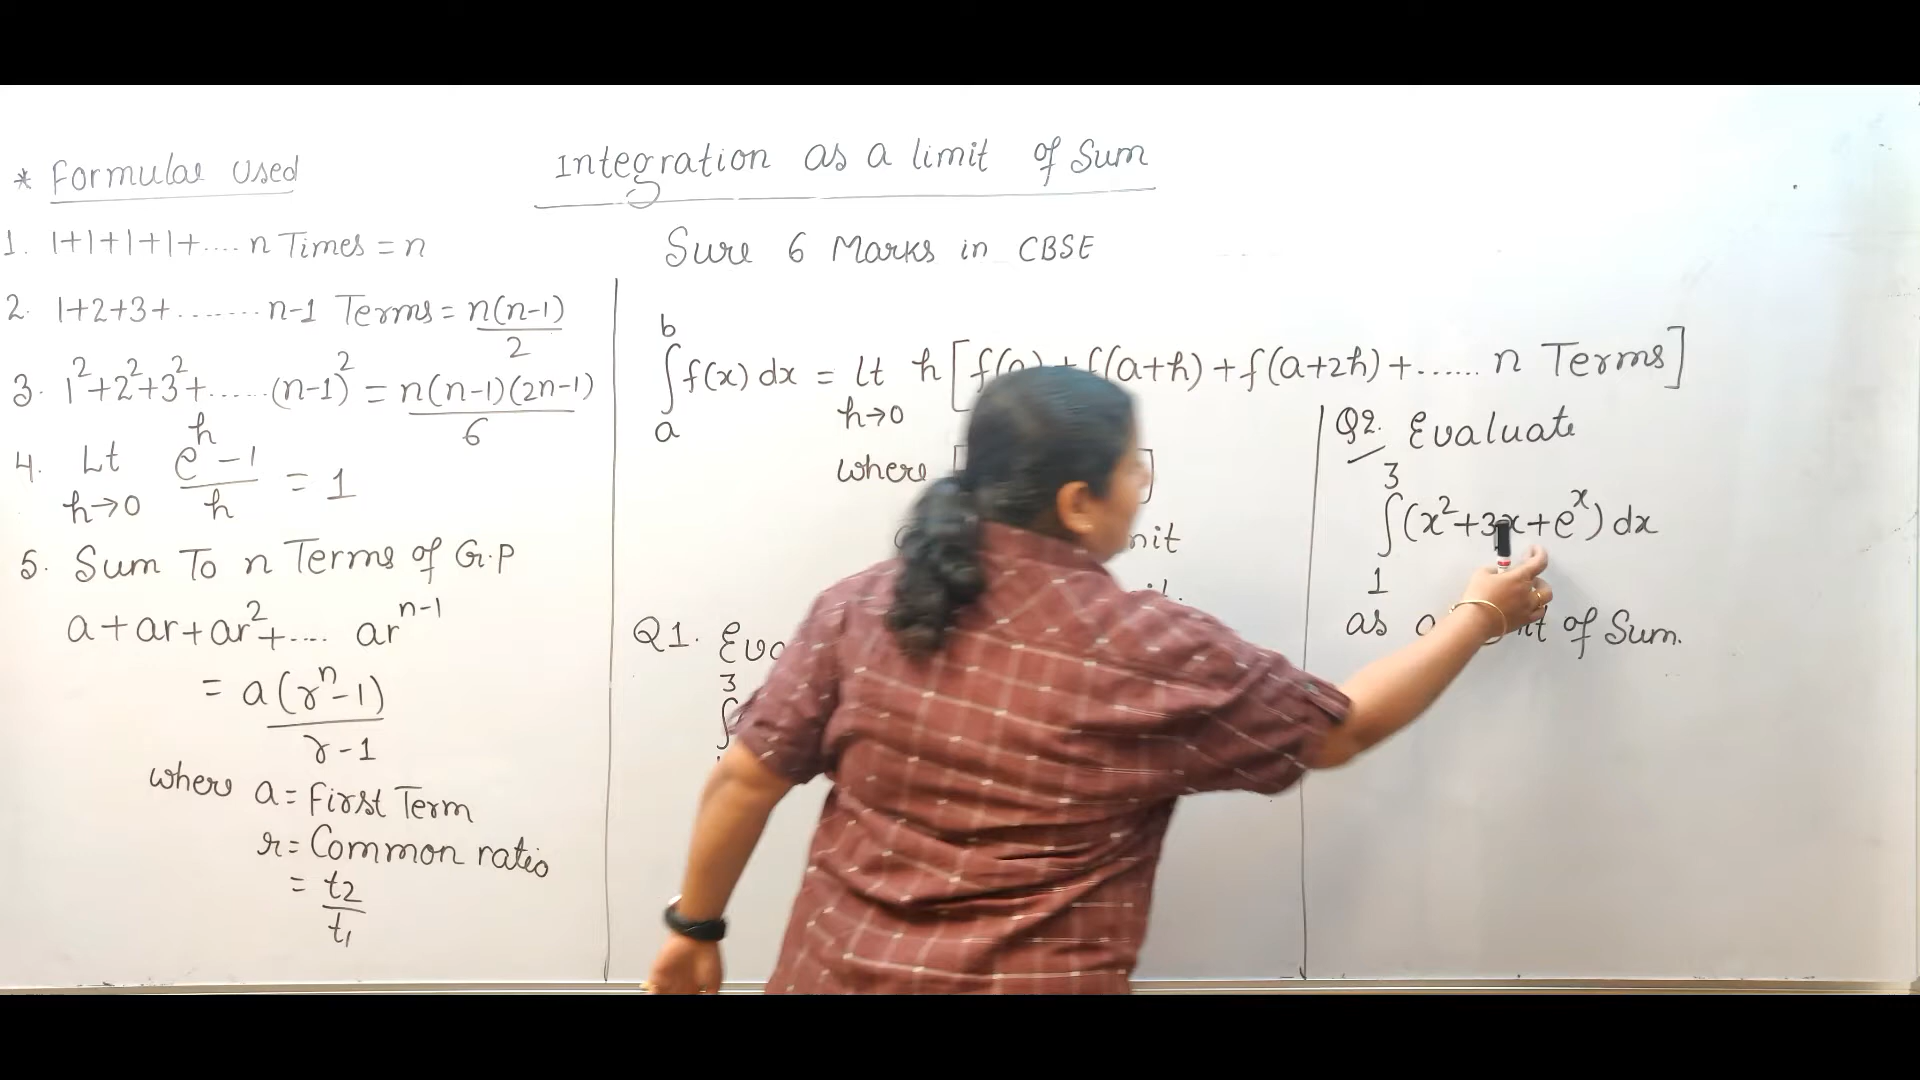 * Formulae Used
1. 1+1+1+1+.... n Times = n
2. 1+2+3+....... n-1 Terms = n(n-1)/2
3. 1²+2²+3²+......(n-1)² = n(n-1)(2n-1)/6
4. Lt h→0 (e^h -1)/h = 1
5. Sum To n Terms of G.P
a+ar+ar²+.... ar^(n-1)
= a(r^n-1)/(r-1)
where a = First Term
r = Common ratio
= t2/t1
Integration as a limit of Sum
Sure 6 Marks in CBSE
∫_a^b f(x) dx = Lt h→0 h[f(a)+f(a+h)+f(a+2h)+...... n Terms]
where [
]
Q1.
3
∫
Q2. Evaluate
∫_1^3 (x²+3x+e^x) dx
as of Sum.